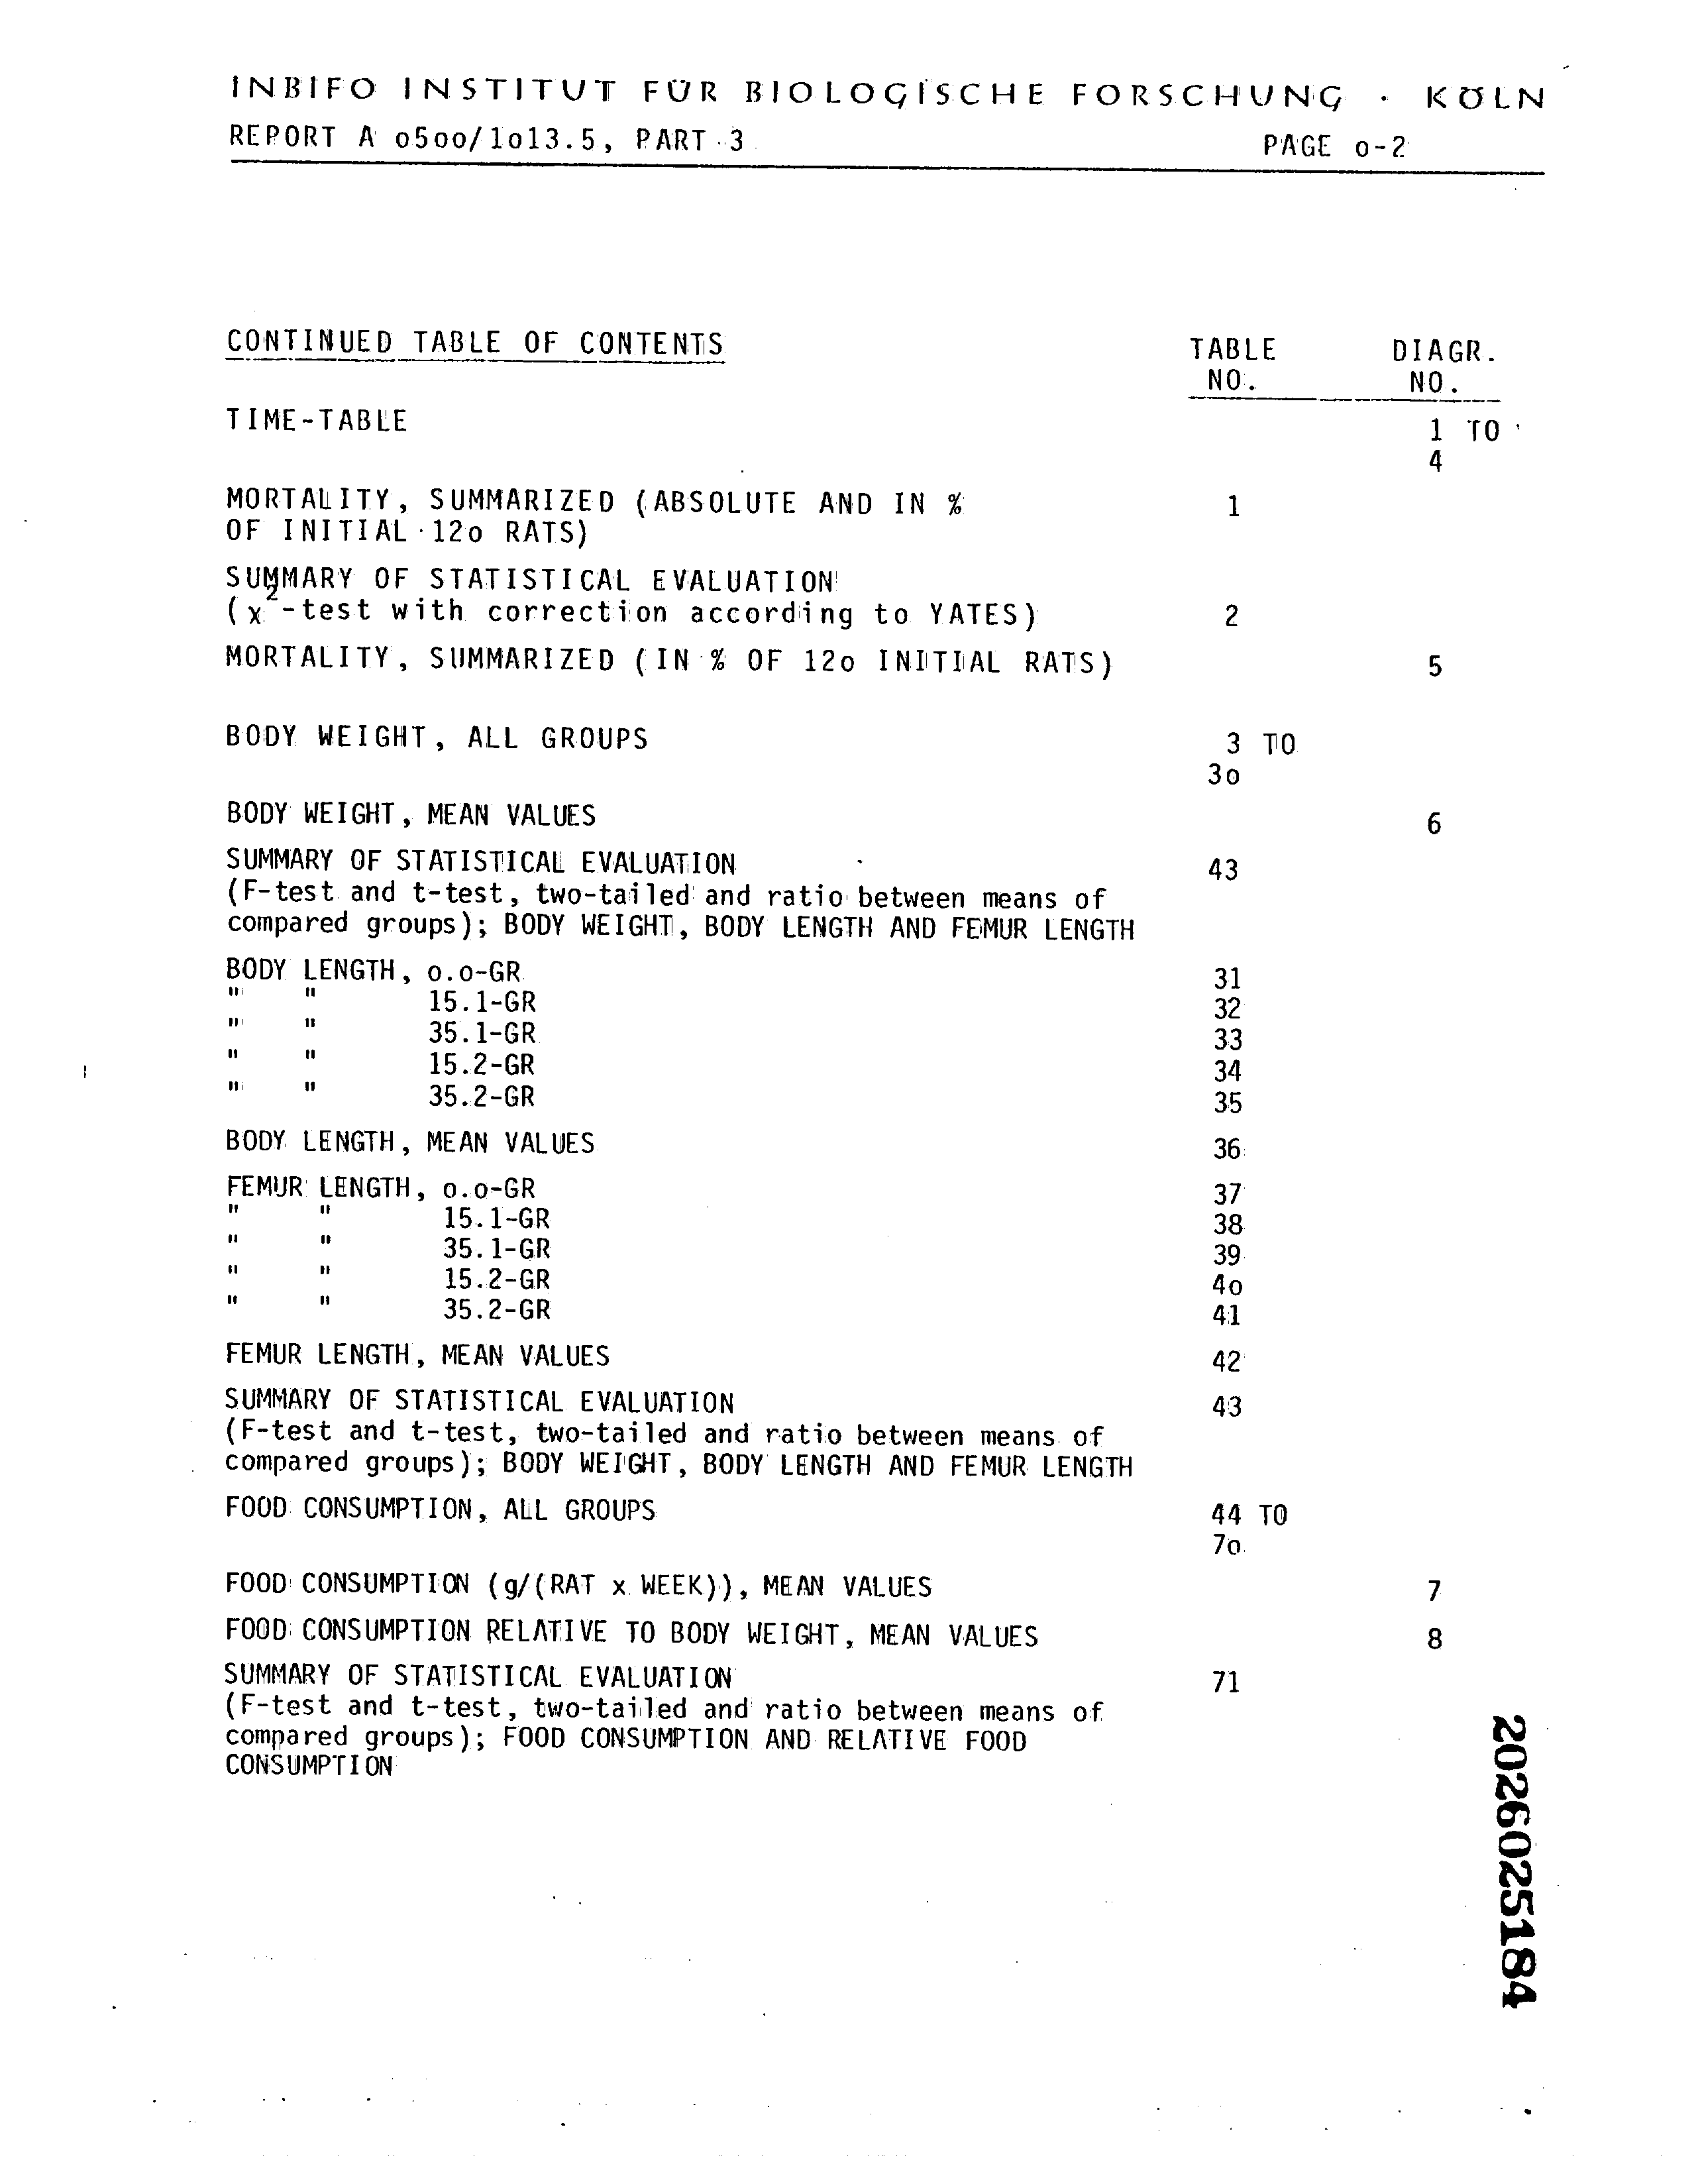 INBIFO INSTITUT FÜR BIOLOGISCHE FORSCHUNG · KÖLN
REPORT A o5oo/1o13.5, PART 3 PAGE o-2
CONTINUED TABLE OF CONTENTS TABLE DIAGR.
NO. NO.
TIME-TABLE 1 TO
4
MORTALITY, SUMMARIZED (ABSOLUTE AND IN % 1
OF INITIAL 12o RATS)
SUMMARY OF STATISTICAL EVALUATION
(x²-test with correction according to YATES) 2
MORTALITY, SUMMARIZED (IN % OF 12o INITIAL RATS) 5
BODY WEIGHT, ALL GROUPS 3 TO
3o
BODY WEIGHT, MEAN VALUES 6
SUMMARY OF STATISTICAL EVALUATION 43
(F-test and t-test, two-tailed and ratio between means of
compared groups); BODY WEIGHT, BODY LENGTH AND FEMUR LENGTH
BODY LENGTH, o.o-GR 31
" " 15.1-GR 32
" " 35.1-GR 33
" " 15.2-GR 34
" " 35.2-GR 35
BODY LENGTH, MEAN VALUES 36
FEMUR LENGTH, o.o-GR 37
" " 15.1-GR 38
" " 35.1-GR 39
" " 15.2-GR 4o
" " 35.2-GR 41
FEMUR LENGTH, MEAN VALUES 42
SUMMARY OF STATISTICAL EVALUATION 43
(F-test and t-test, two-tailed and ratio between means of
compared groups); BODY WEIGHT, BODY LENGTH AND FEMUR LENGTH
FOOD CONSUMPTION, ALL GROUPS 44 TO
7o
FOOD CONSUMPTION (g/(RAT x WEEK)), MEAN VALUES 7
FOOD CONSUMPTION RELATIVE TO BODY WEIGHT, MEAN VALUES 8
SUMMARY OF STATISTICAL EVALUATION 71
(F-test and t-test, two-tailed and ratio between means of
compared groups); FOOD CONSUMPTION AND RELATIVE FOOD
CONSUMPTION
2026025184